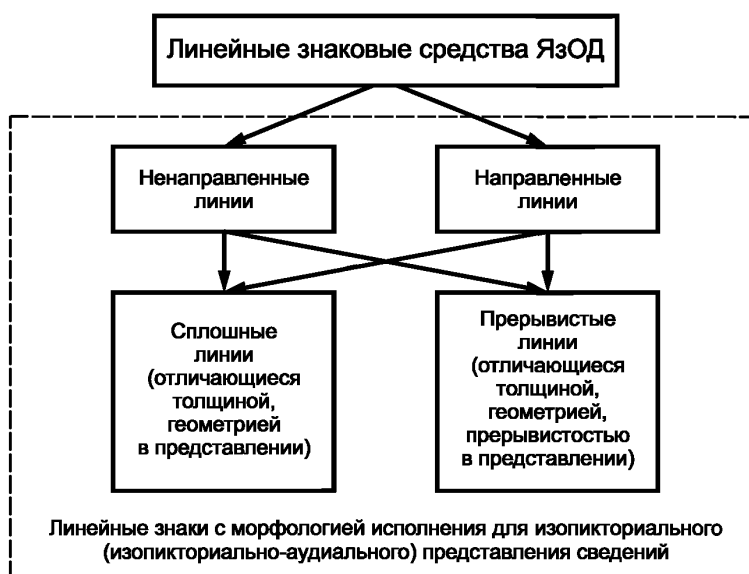 Линейные знаковые средства ЯзОД
Ненаправленные
линии
Направленные
линии
Сплошные
линии
(отличающиеся
толщиной,
геометрией
в представлении)
Прерывистые
линии
(отличающиеся
толщиной,
геометрией,
прерывистостью
в представлении)
Линейные знаки с морфологией исполнения для изопикториального
(изопикториально-аудиального) представления сведений